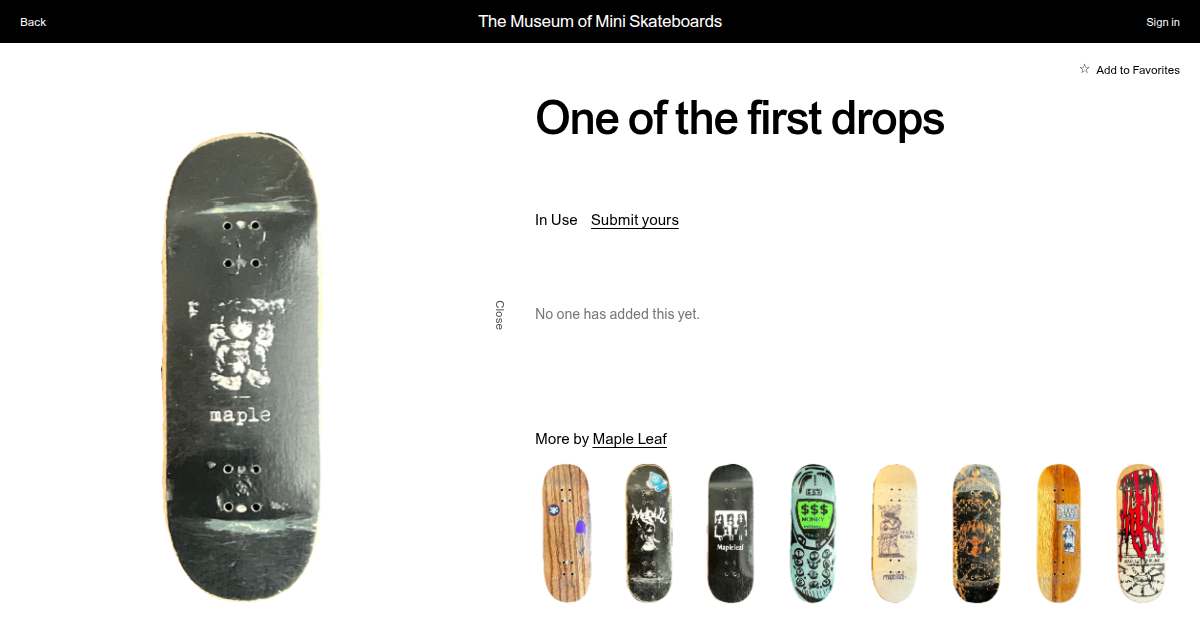 Back
The Museum of Mini Skateboards
Sign in
☆ Add to Favorites
One of the first drops
In Use
Submit yours
Close
No one has added this yet.
maple
More by Maple Leaf
$$$
MONEY
Mapleleaf